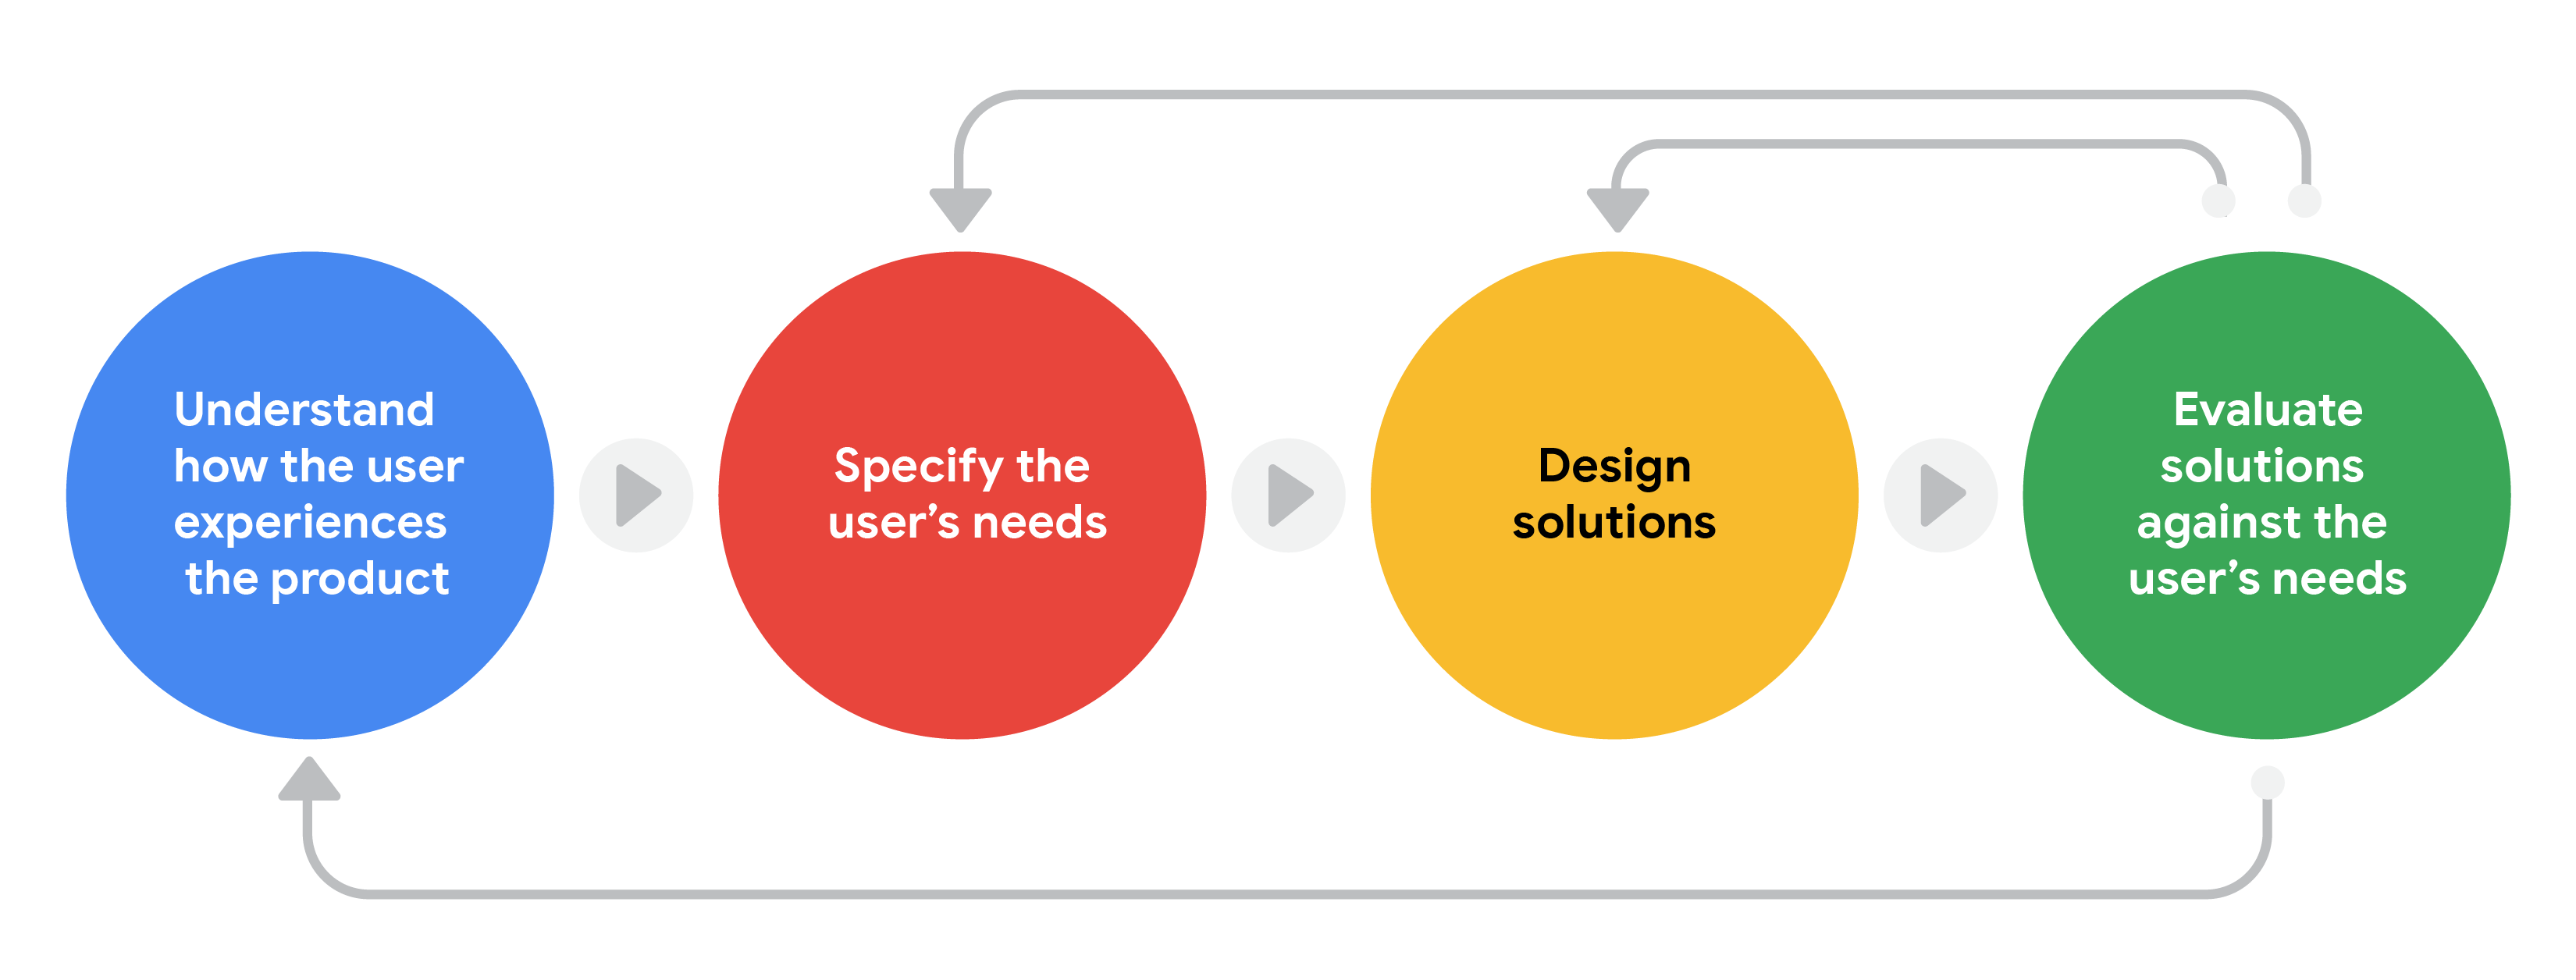 Understand
how the user
experiences
the product
Specify the
user’s needs
Design
solutions
Evaluate
solutions
against the
user’s needs